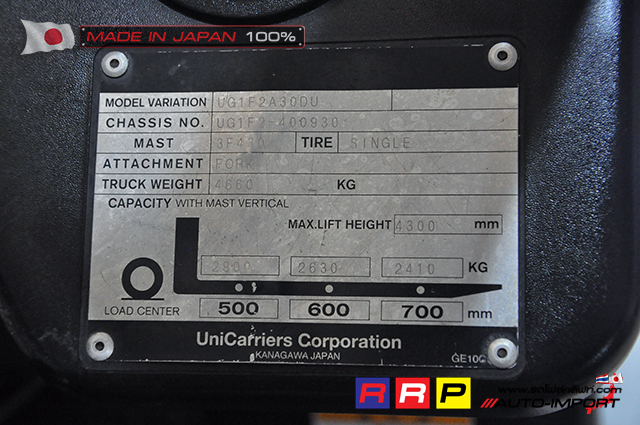 MADE IN JAPAN 100%
MODEL VARIATION UG1F2A30DU
CHASSIS NO. UG1F2-400930
MAST 3F430 TIRE SINGLE
ATTACHMENT FORK
TRUCK WEIGHT 4660 KG
CAPACITY WITH MAST VERTICAL
MAX.LIFT HEIGHT 4300 mm
2800 2630 2410 KG
LOAD CENTER 500 600 700 mm
UniCarriers Corporation
KANAGAWA JAPAN
RRP
///AUTO-IMPORT